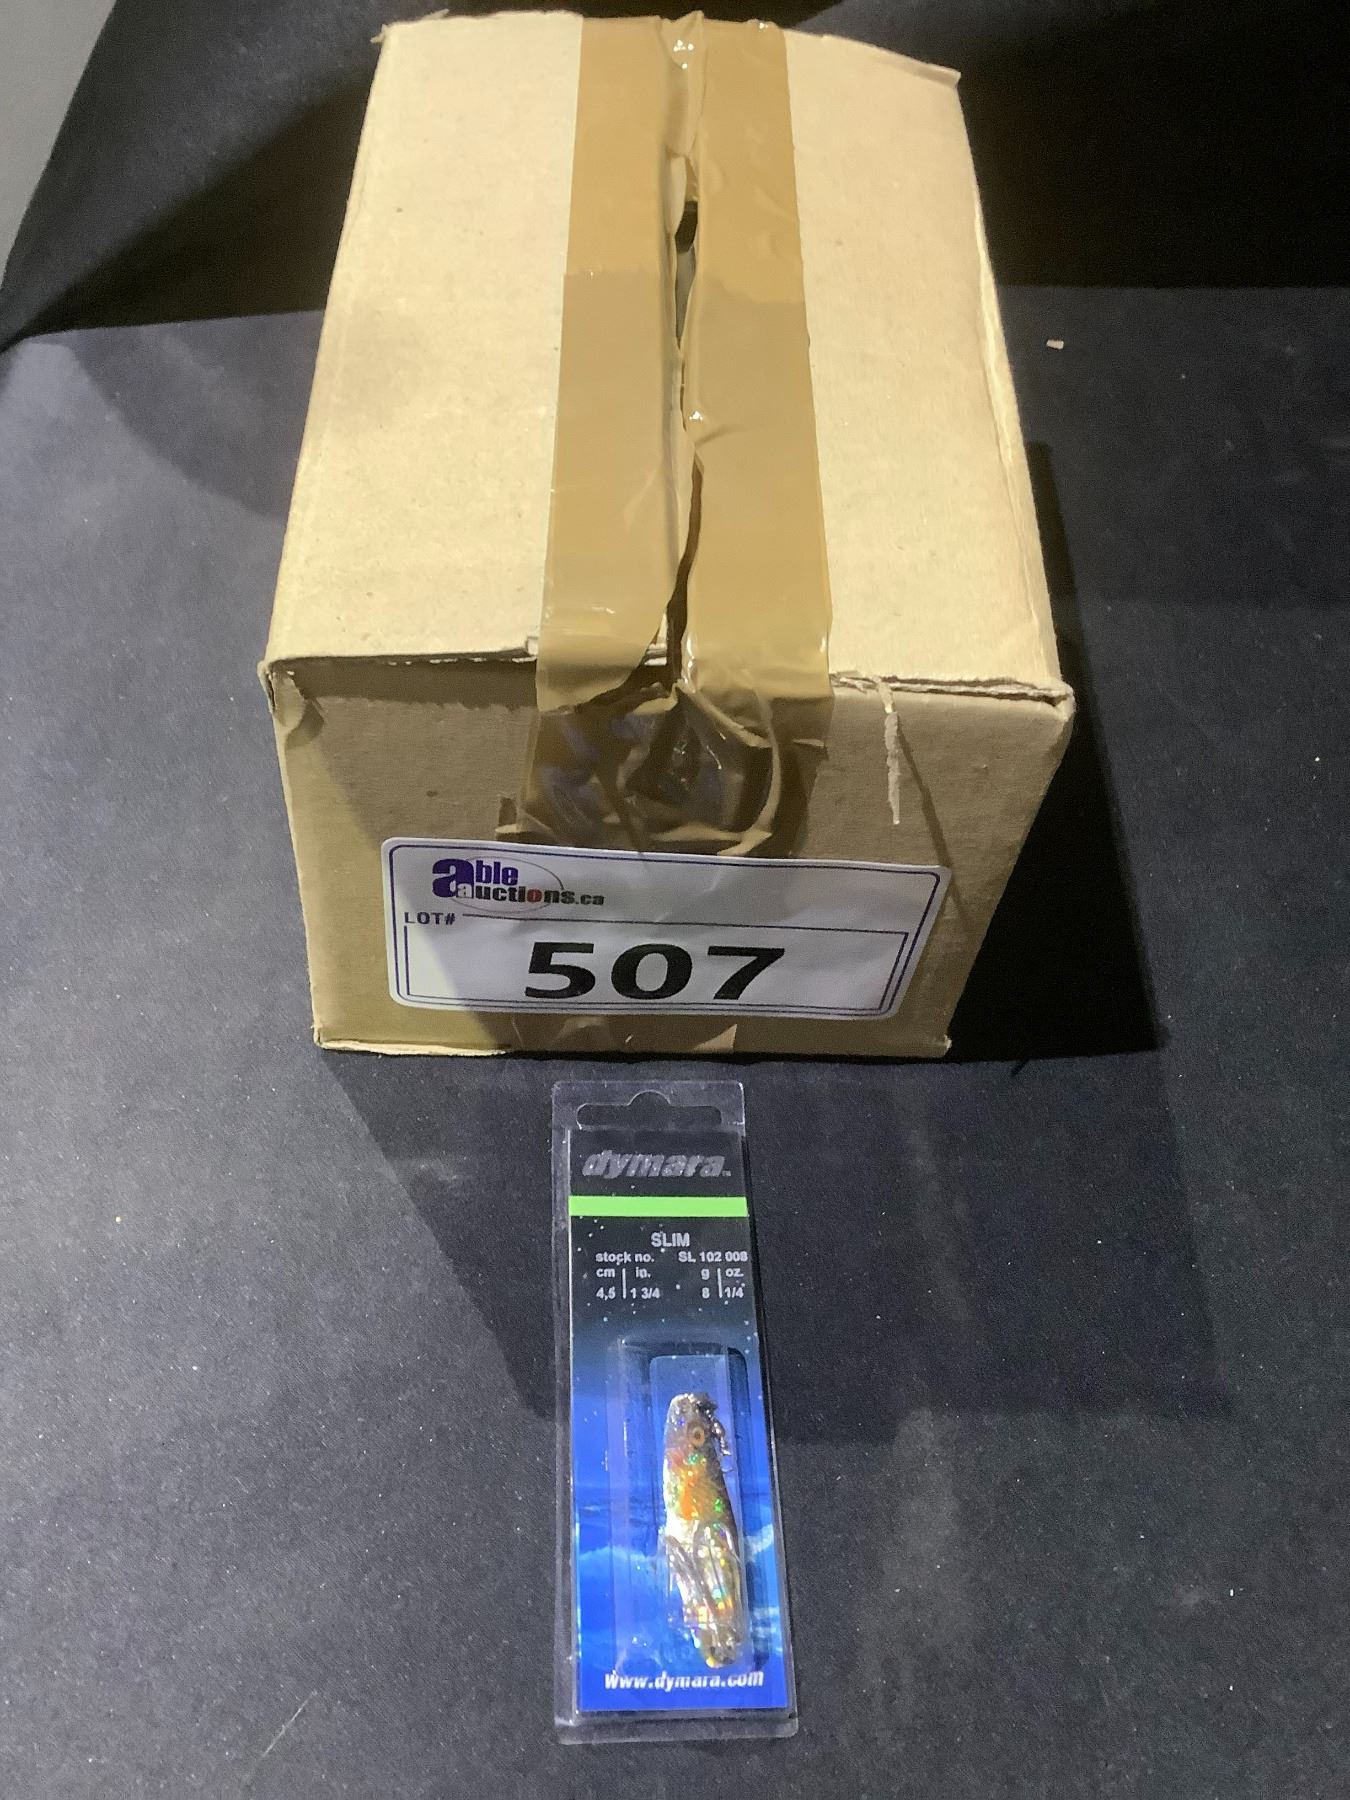 able
auctions.ca
LOT#
507
dymara™
SLIM
stock no. SL 102 008
cm in. g oz.
4,5 1 3/4 8 1/4
www.dymara.com